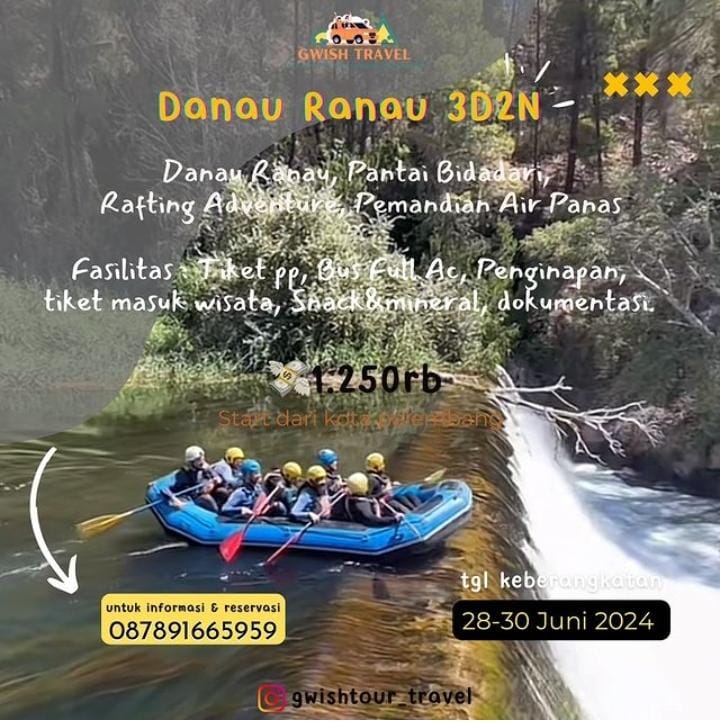 GWISH TRAVEL
Danau Ranau 3D2N
Danau Ranau, Pantai Bidadari,
Rafting Adventure, Pemandian Air Panas
Fasilitas : Tiket pp, Bus Full Ac, Penginapan,
tiket masuk wisata, Snack&mineral, dokumentasi.
1.250rb
Start dari kota palembang
tgl keberangkatan
28-30 Juni 2024
untuk informasi & reservasi
087891665959
gwishtour_travel